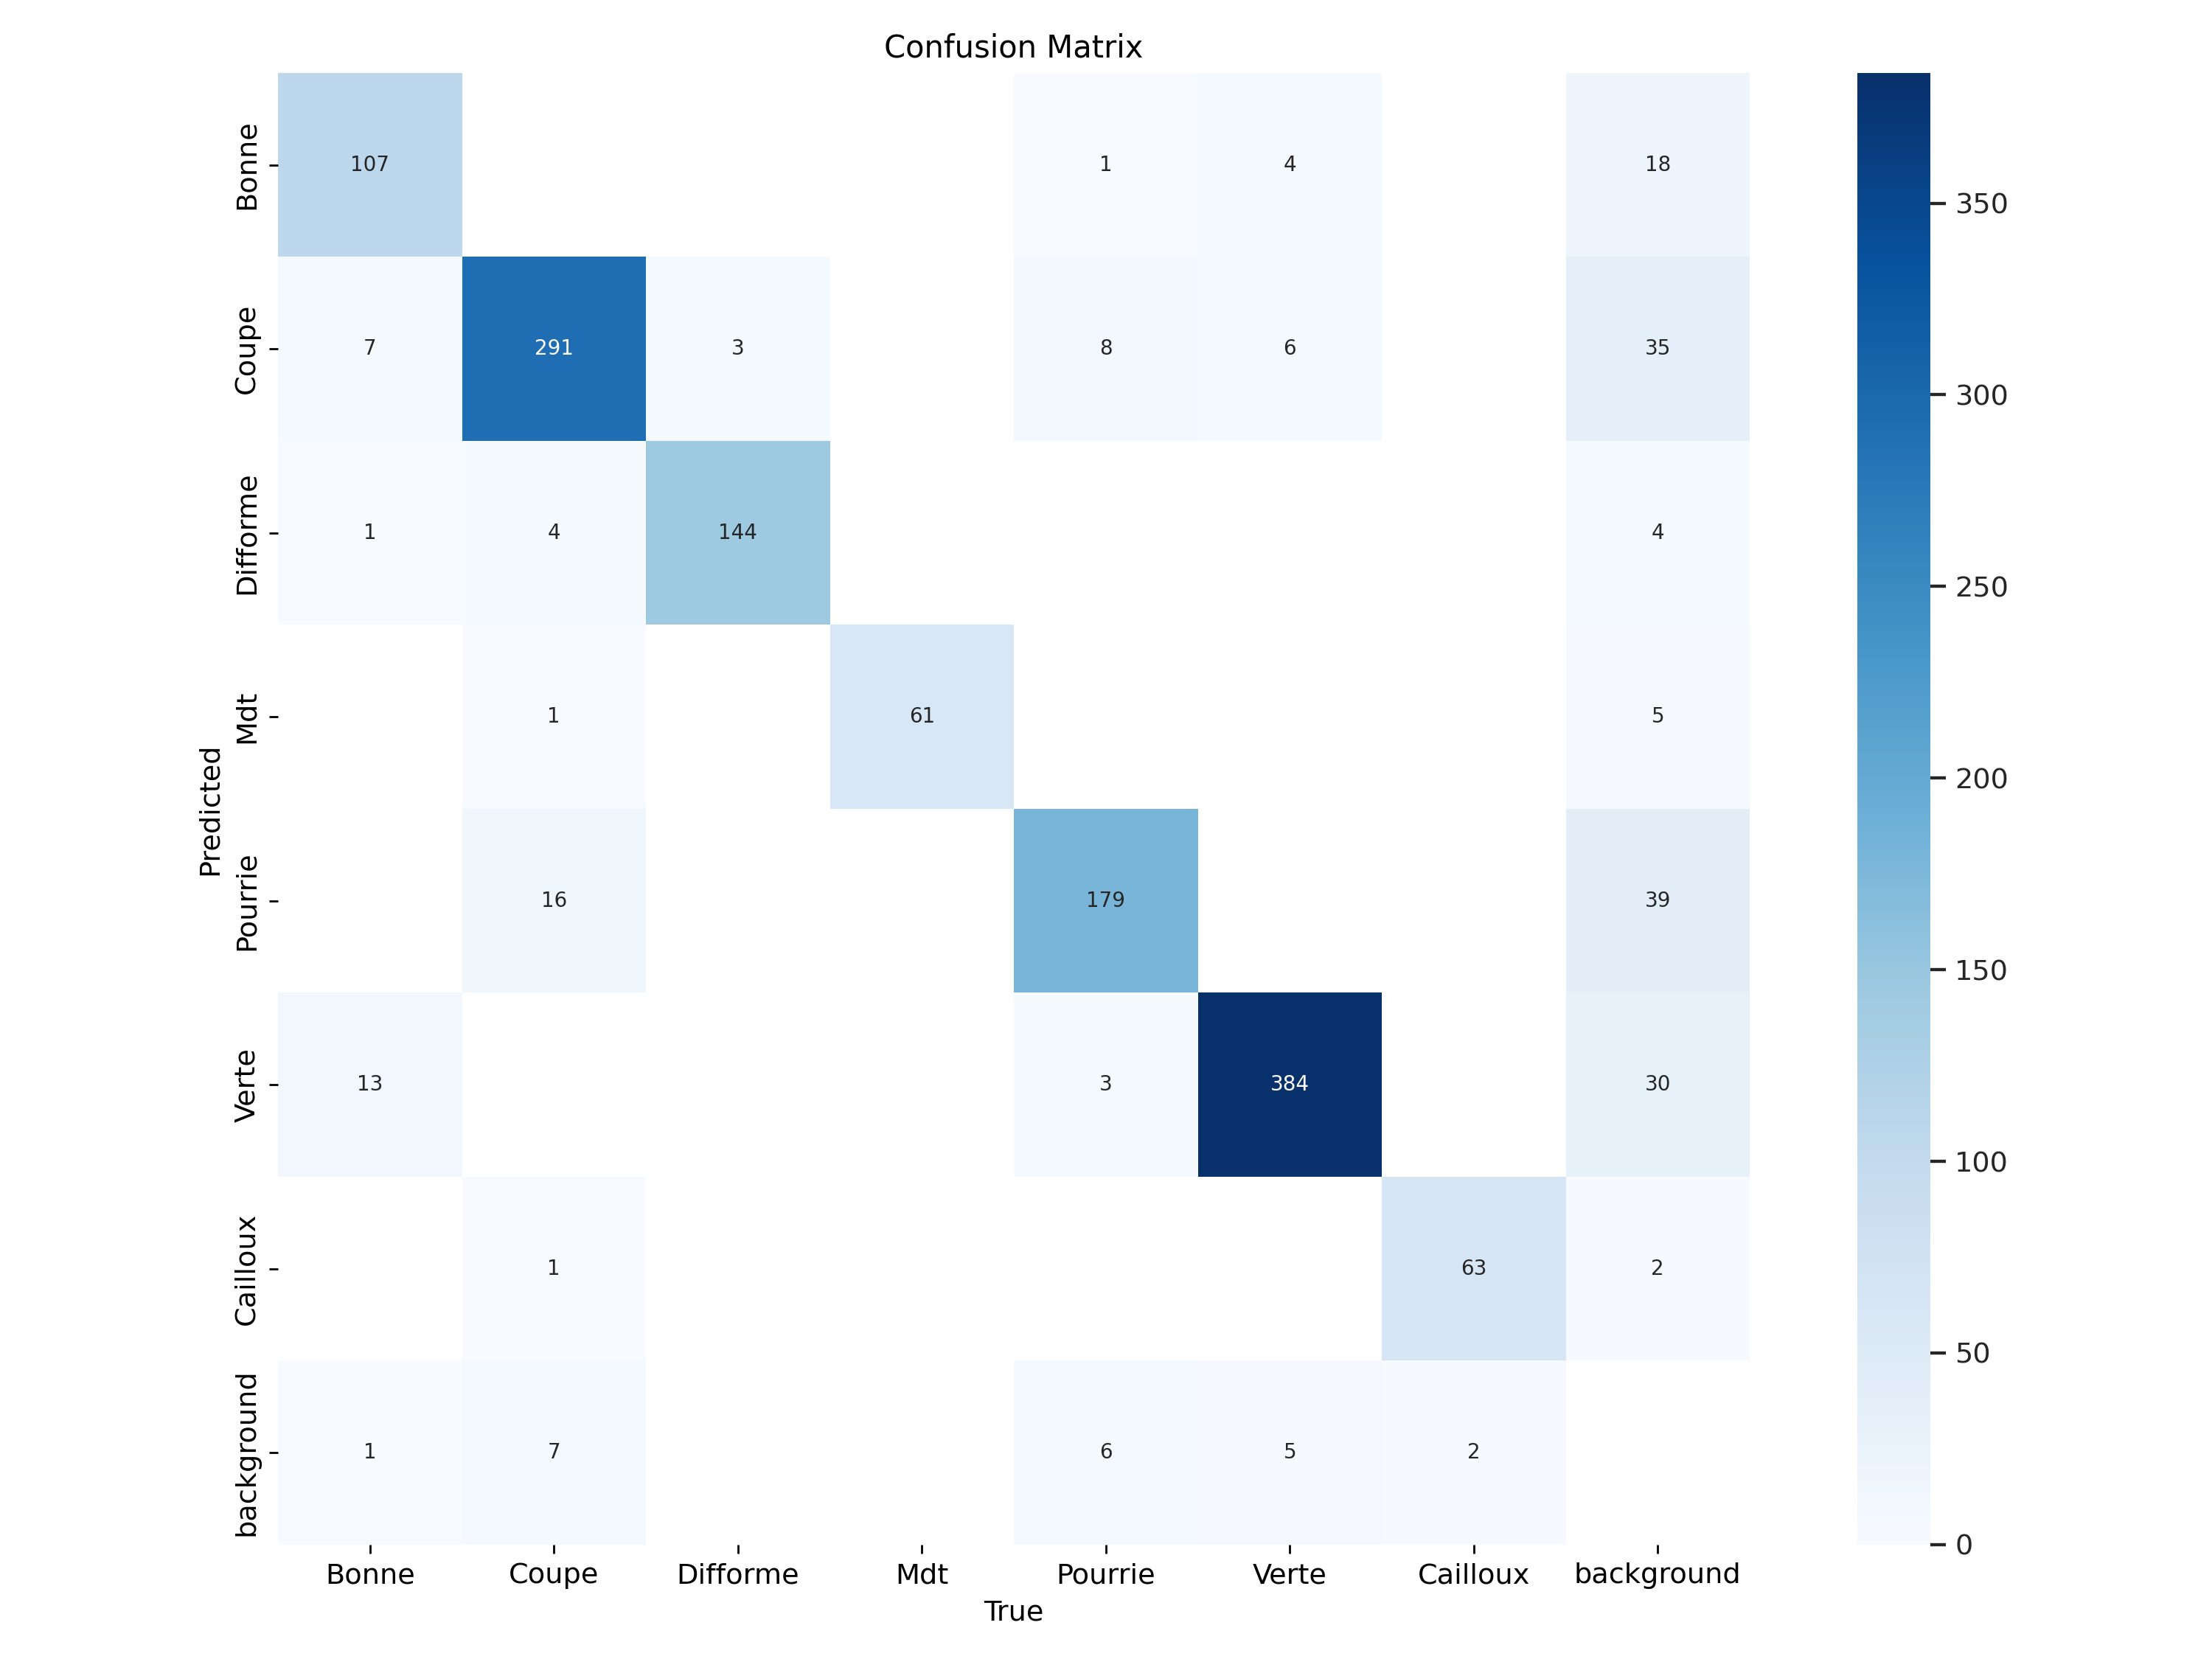 Confusion Matrix
Bonne 107 1 4 18
Coupe 7 291 3 8 6 35
Difforme 1 4 144 4
Mdt 1 61 5
Pourrie 16 179 39
Verte 13 3 384 30
Cailloux 1 63 2
background 1 7 6 5 2
Predicted
Bonne Coupe Difforme Mdt Pourrie Verte Cailloux background
True
350
300
250
200
150
100
50
0